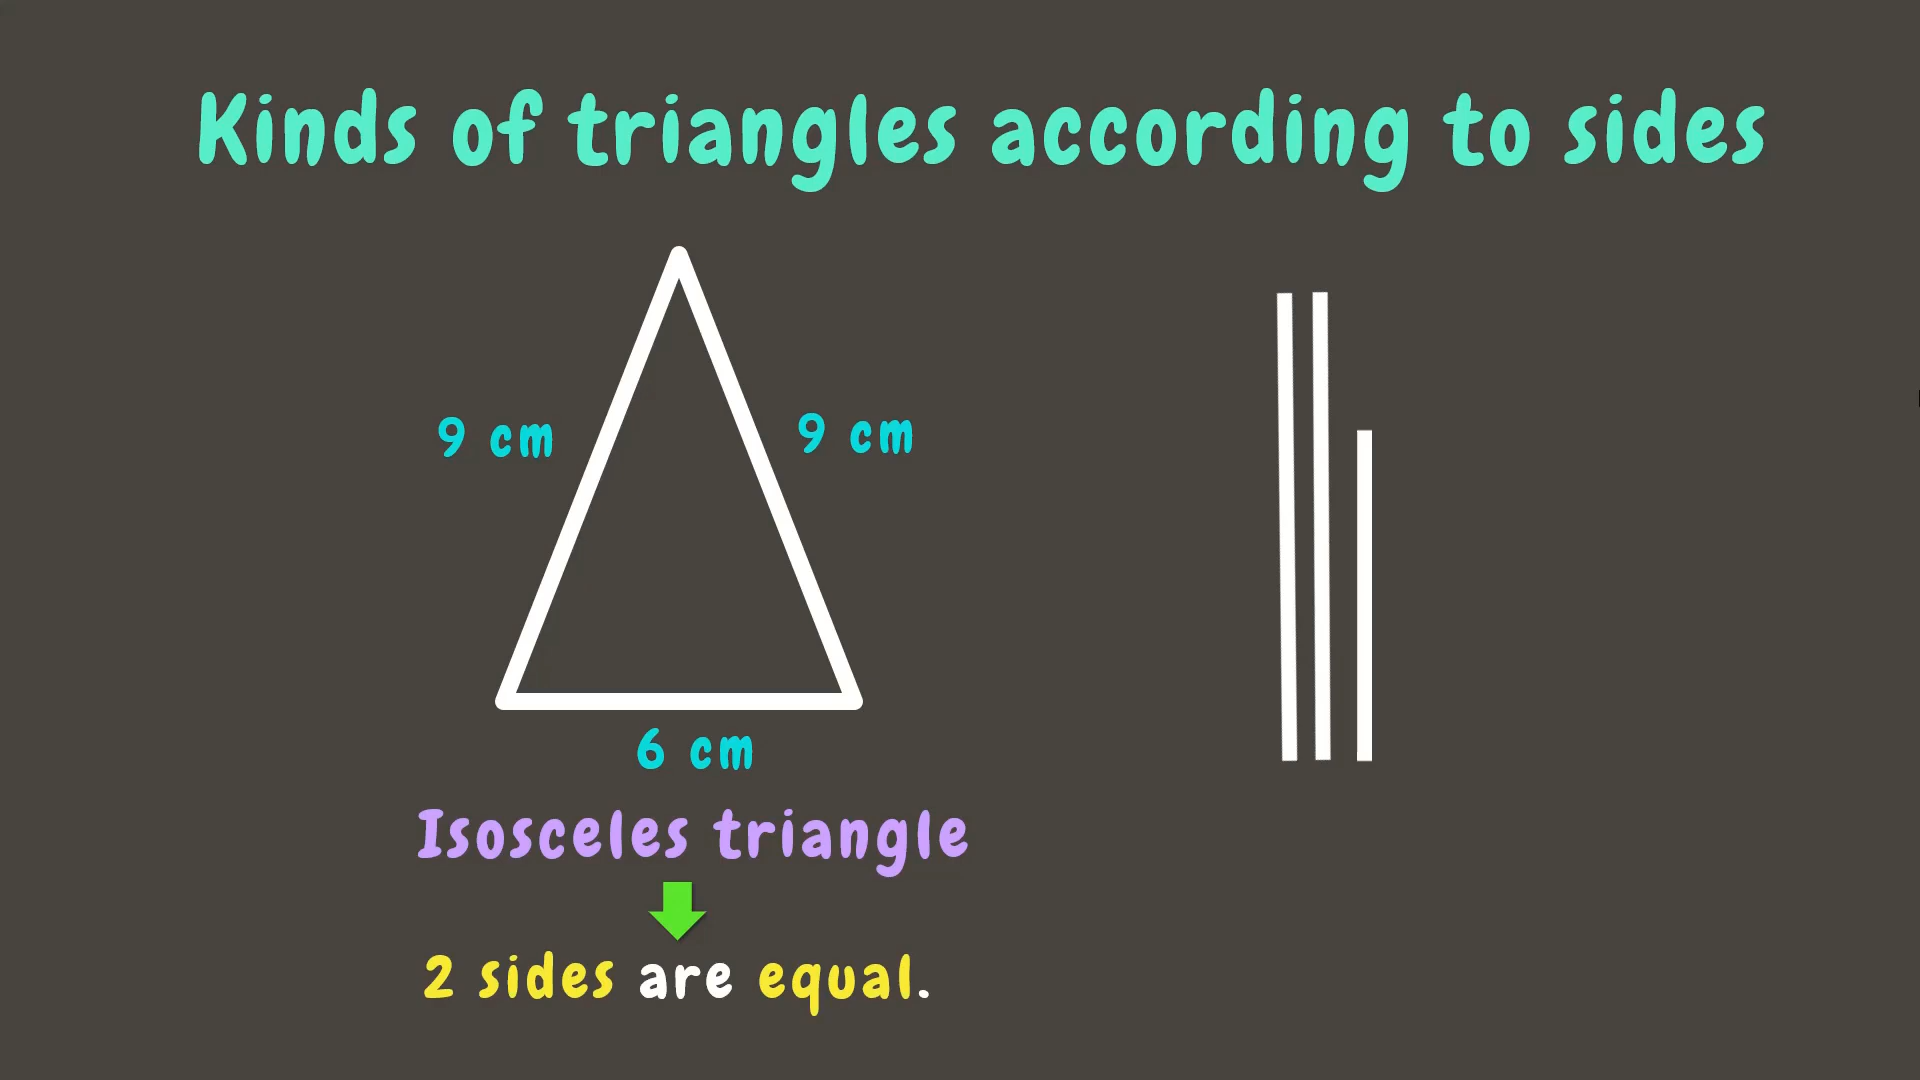 Kinds of triangles according to sides
9 cm
9 cm
6 cm
Isosceles triangle
2 sides are equal.